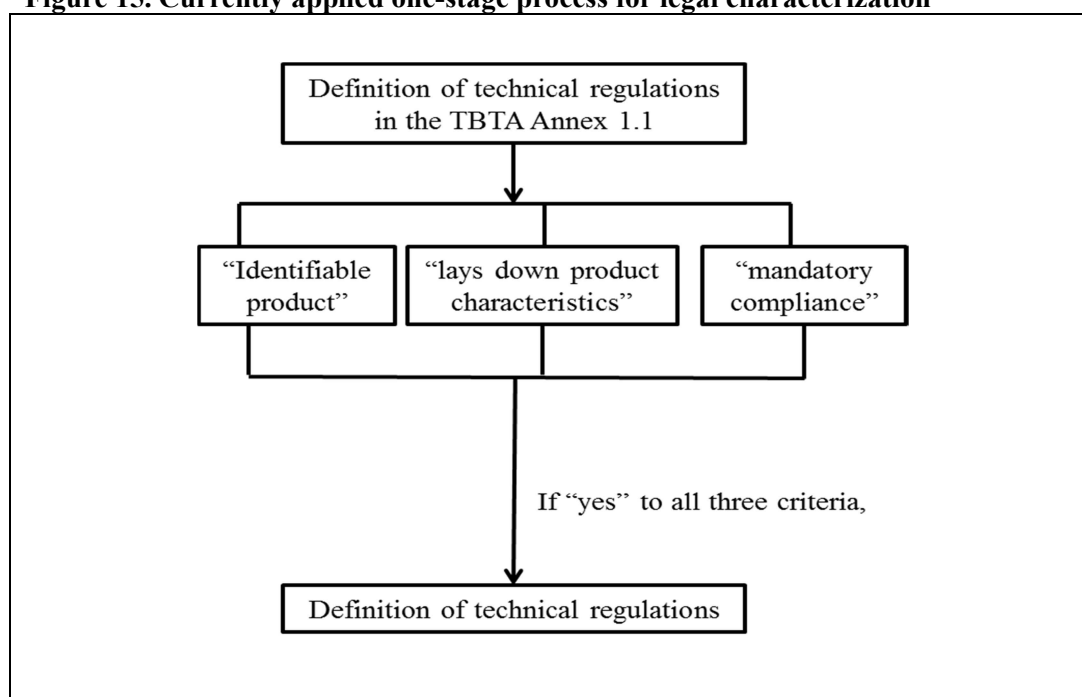 Figure 13. Currently applied one-stage process for legal characterization
Definition of technical regulations
in the TBTA Annex 1.1
“Identifiable
product”
“lays down product
characteristics”
“mandatory
compliance”
If “yes” to all three criteria,
Definition of technical regulations